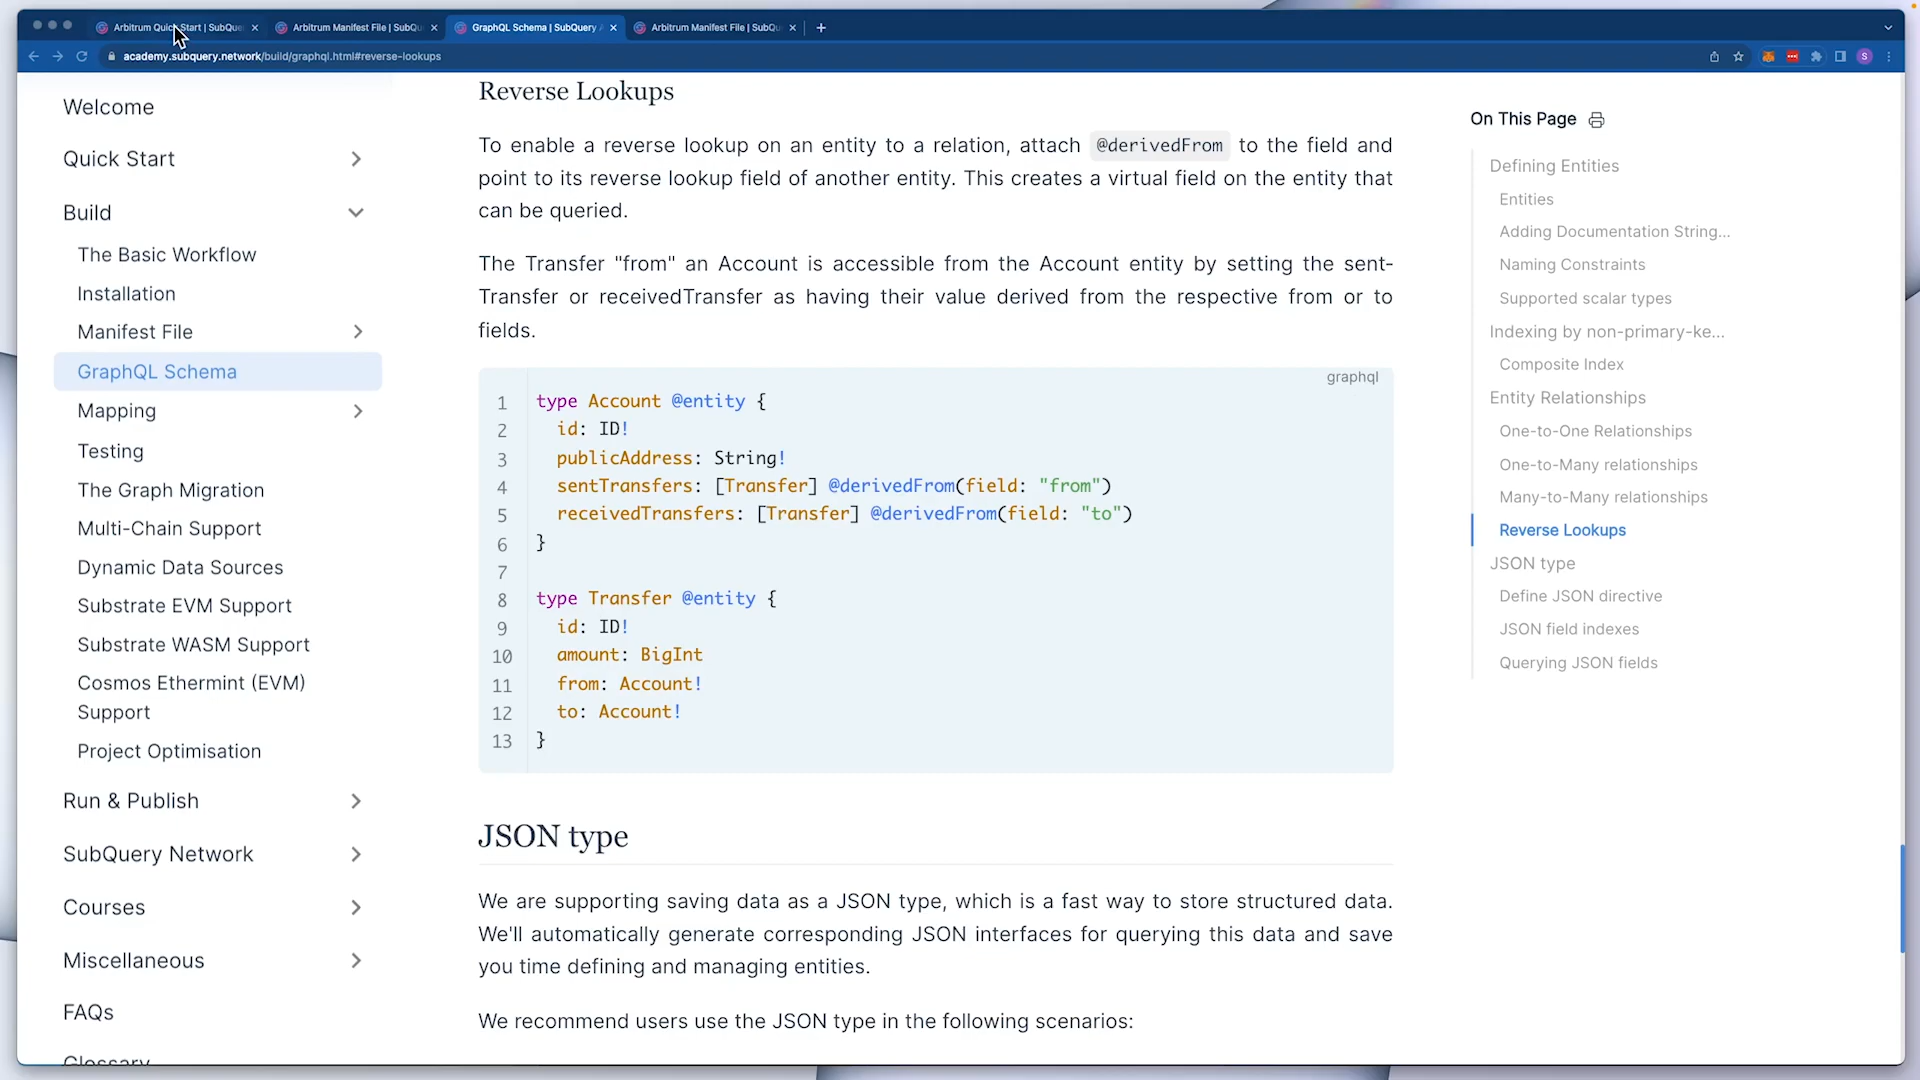 Arbitrum Quick Start | SubQue
Arbitrum Manifest File | SubQu
GraphQL Schema | SubQuery A
Arbitrum Manifest File | SubQu
academy.subquery.network/build/graphql.html#reverse-lookups
S
Welcome
Quick Start
Build
The Basic Workflow
Installation
Manifest File
GraphQL Schema
Mapping
Testing
The Graph Migration
Multi-Chain Support
Dynamic Data Sources
Substrate EVM Support
Substrate WASM Support
Cosmos Ethermint (EVM)
Support
Project Optimisation
Run & Publish
SubQuery Network
Courses
Miscellaneous
FAQs
Glossary
Reverse Lookups
To enable a reverse lookup on an entity to a relation, attach @derivedFrom to the field and
point to its reverse lookup field of another entity. This creates a virtual field on the entity that
can be queried.
The Transfer "from" an Account is accessible from the Account entity by setting the sent-
Transfer or receivedTransfer as having their value derived from the respective from or to
fields.
graphql
1 type Account @entity {
2 id: ID!
3 publicAddress: String!
4 sentTransfers: [Transfer] @derivedFrom(field: "from")
5 receivedTransfers: [Transfer] @derivedFrom(field: "to")
6 }
7
8 type Transfer @entity {
9 id: ID!
10 amount: BigInt
11 from: Account!
12 to: Account!
13 }
JSON type
We are supporting saving data as a JSON type, which is a fast way to store structured data.
We'll automatically generate corresponding JSON interfaces for querying this data and save
you time defining and managing entities.
We recommend users use the JSON type in the following scenarios:
On This Page
Defining Entities
Entities
Adding Documentation String...
Naming Constraints
Supported scalar types
Indexing by non-primary-ke...
Composite Index
Entity Relationships
One-to-One Relationships
One-to-Many relationships
Many-to-Many relationships
Reverse Lookups
JSON type
Define JSON directive
JSON field indexes
Querying JSON fields